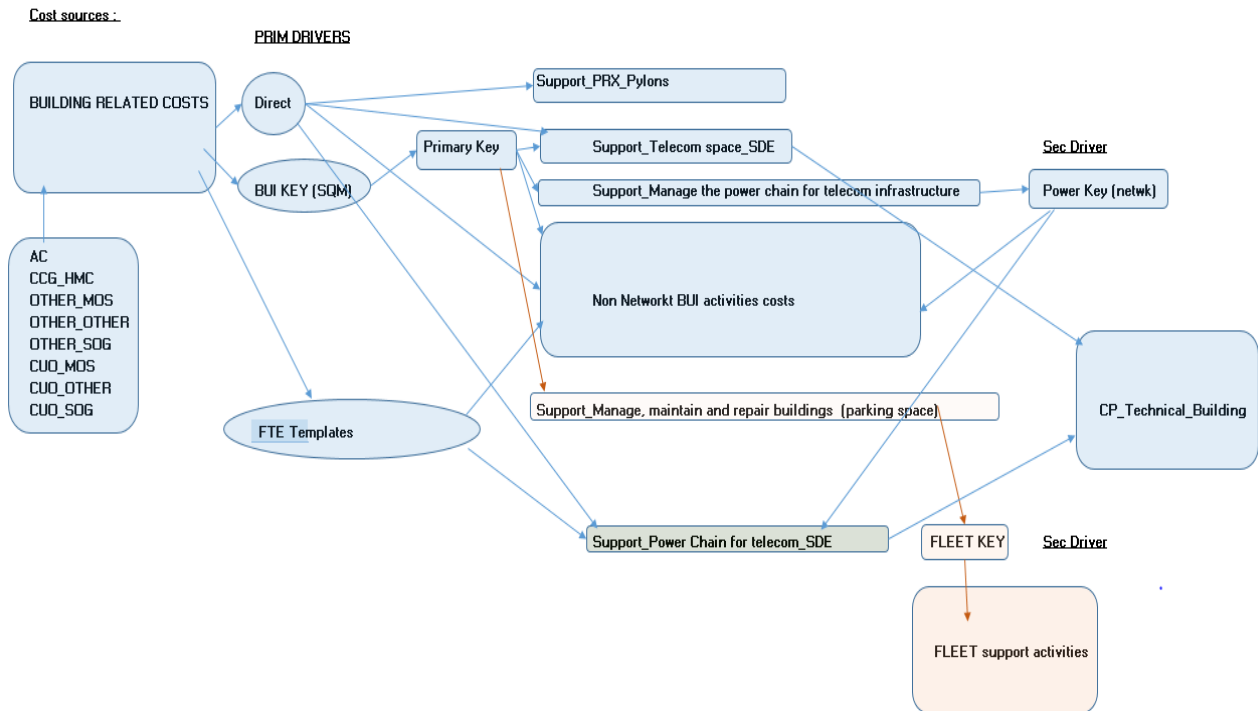 Cost sources :
PRIM DRIVERS
BUILDING RELATED COSTS
Direct
Support_PRX_Pylons
Primary Key
Support_Telecom space_SDE
Sec Driver
BUI KEY (SQM)
Support_Manage the power chain for telecom infrastructure
Power Key (netwk)
AC
CCG_HMC
OTHER_MOS
OTHER_OTHER
OTHER_SOG
CUO_MOS
CUO_OTHER
CUO_SOG
Non Networkt BUI activities costs
Support_Manage, maintain and repair buildings (parking space)
CP_Technical_Building
FTE Templates
Support_Power Chain for telecom_SDE
FLEET KEY
Sec Driver
FLEET support activities